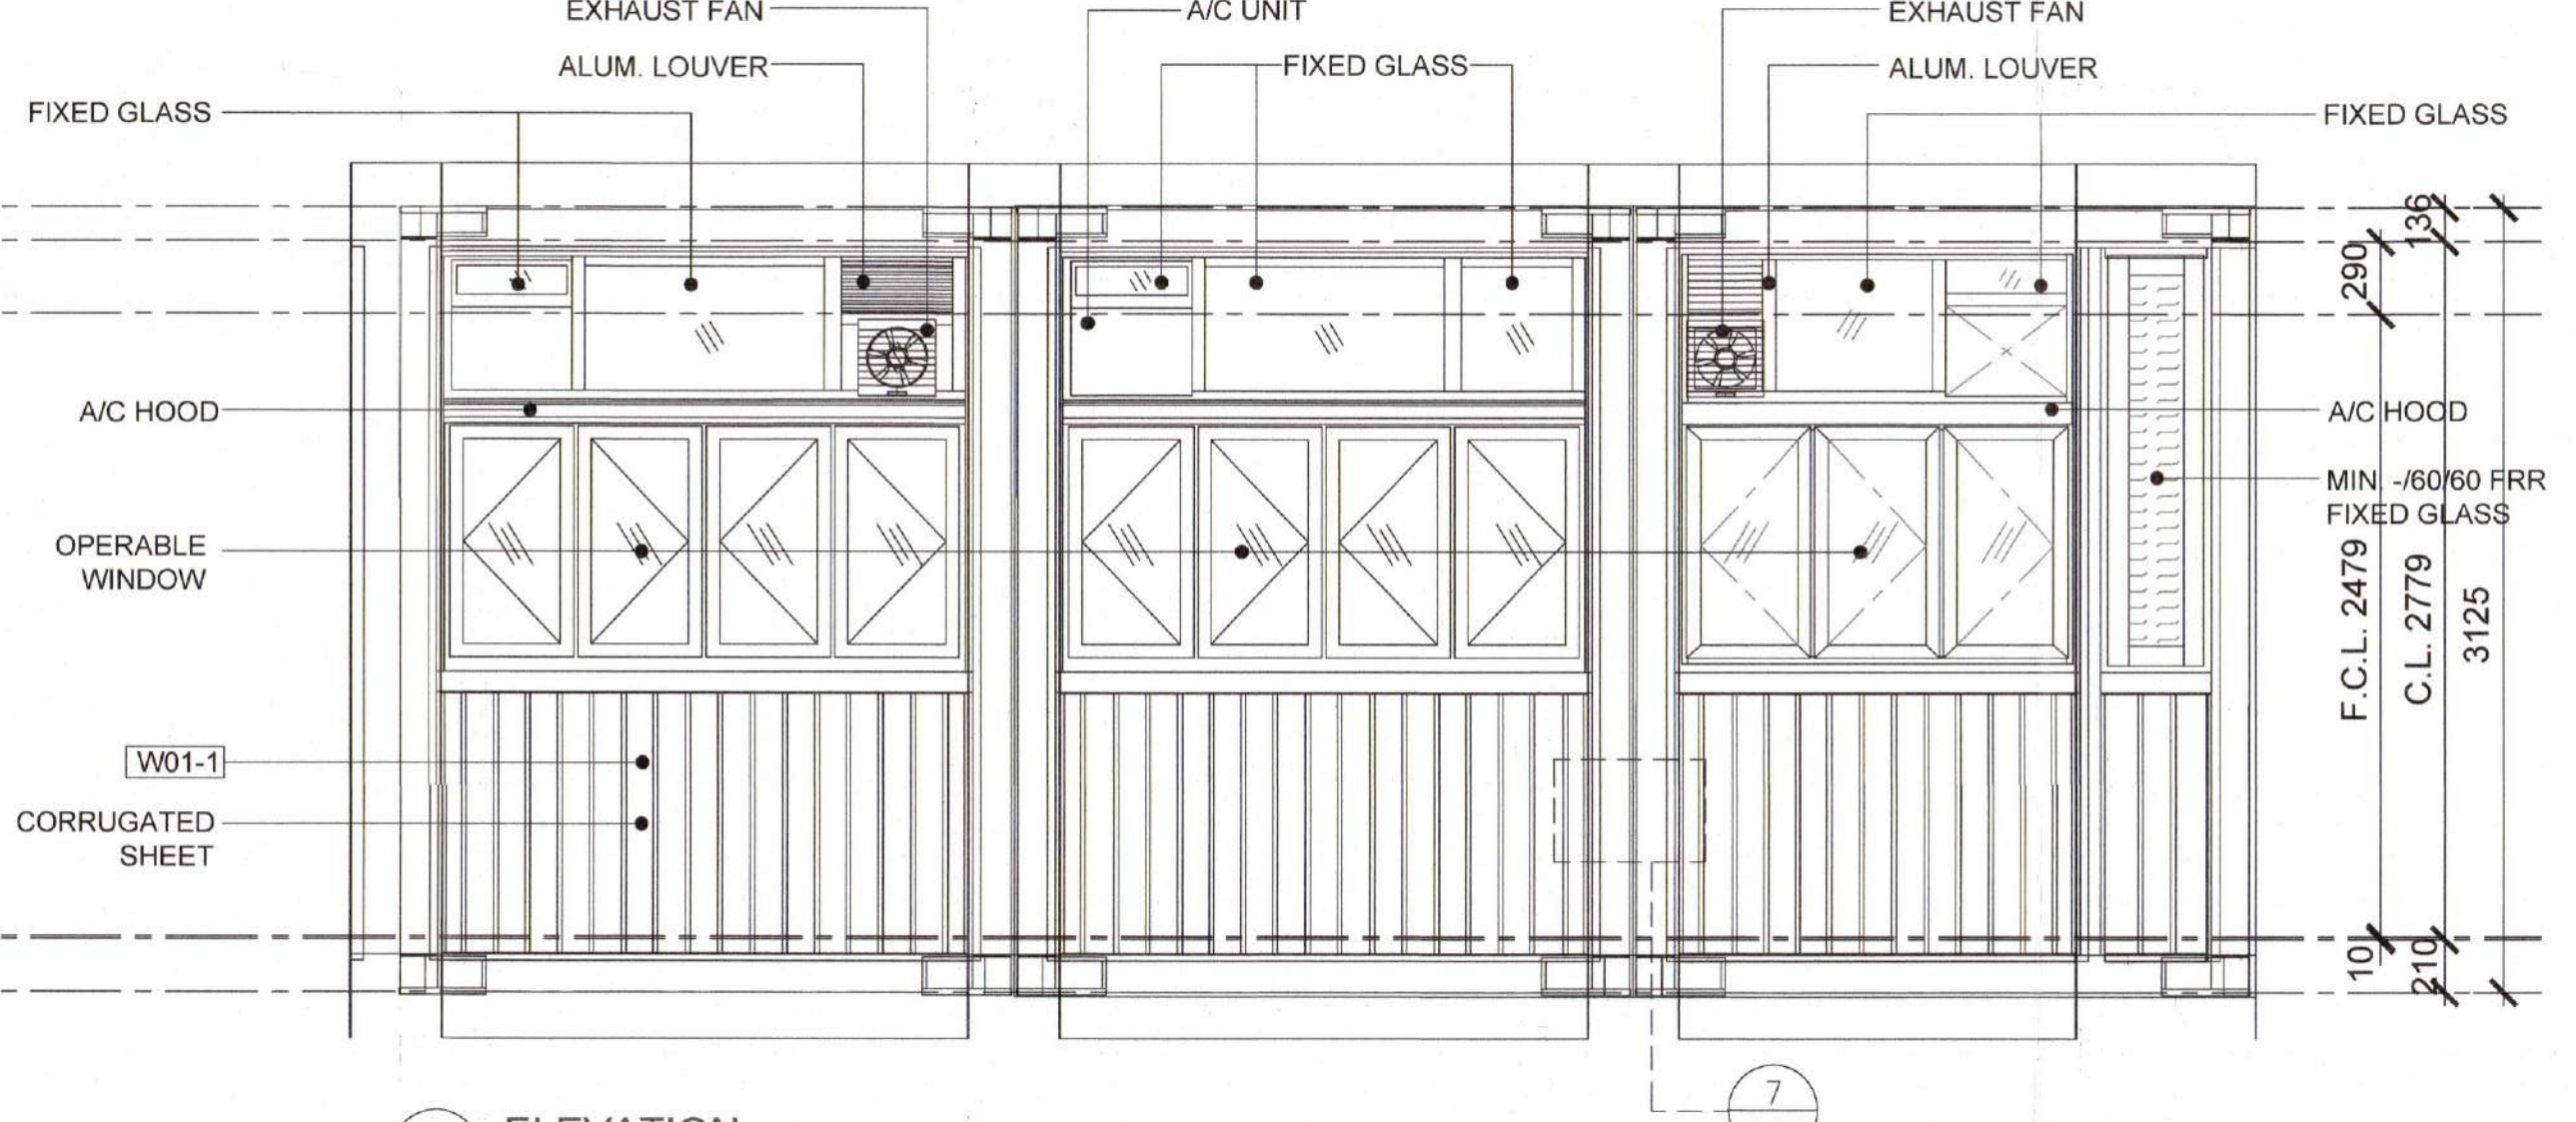 EXHAUST FAN
A/C UNIT
EXHAUST FAN
ALUM. LOUVER
FIXED GLASS
ALUM. LOUVER
FIXED GLASS
FIXED GLASS
136
290
A/C HOOD
A/C HOOD
MIN. -/60/60 FRR
FIXED GLASS
OPERABLE
WINDOW
F.C.L. 2479
C.L. 2779
3125
W01-1
CORRUGATED
SHEET
10
210
7
ELEVATION